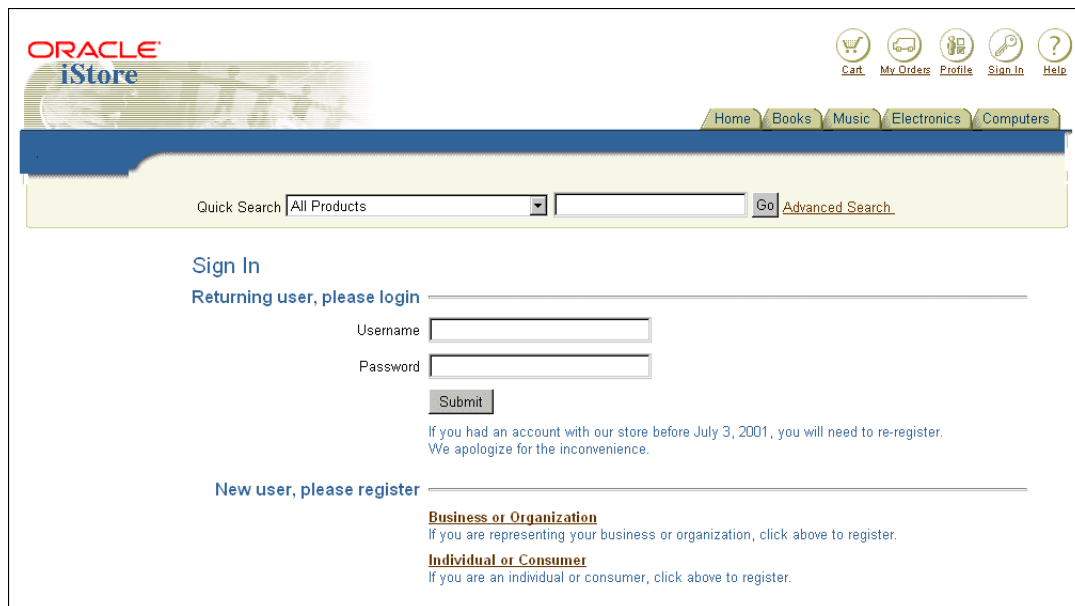 ORACLE
iStore
Cart My Orders Profile Sign In Help
Home Books Music Electronics Computers
Quick Search All Products Go Advanced Search
Sign In
Returning user, please login
Username
Password
Submit
If you had an account with our store before July 3, 2001, you will need to re-register.
We apologize for the inconvenience.
New user, please register
Business or Organization
If you are representing your business or organization, click above to register.
Individual or Consumer
If you are an individual or consumer, click above to register.